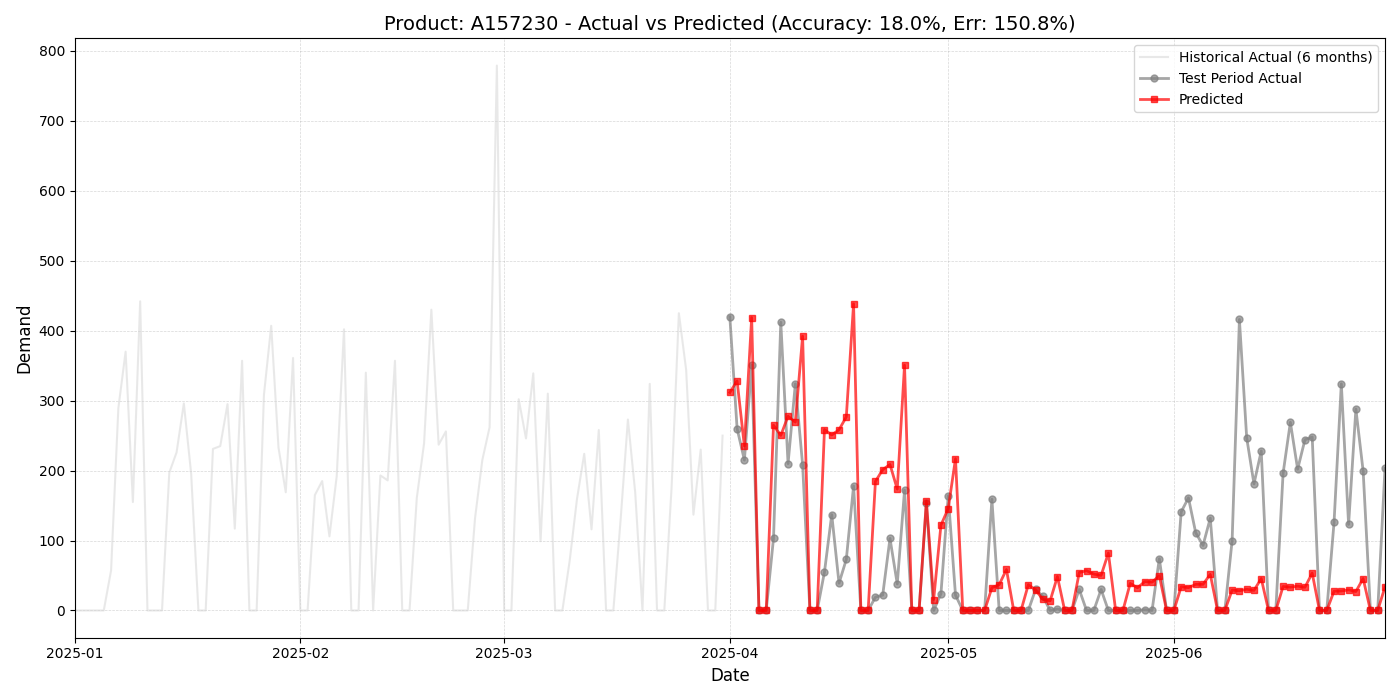 Product: A157230 - Actual vs Predicted (Accuracy: 18.0%, Err: 150.8%)
Historical Actual (6 months)
Test Period Actual
Predicted
800
700
600
500
400
300
200
100
0
Demand
2025-01
2025-02
2025-03
2025-04
2025-05
2025-06
Date